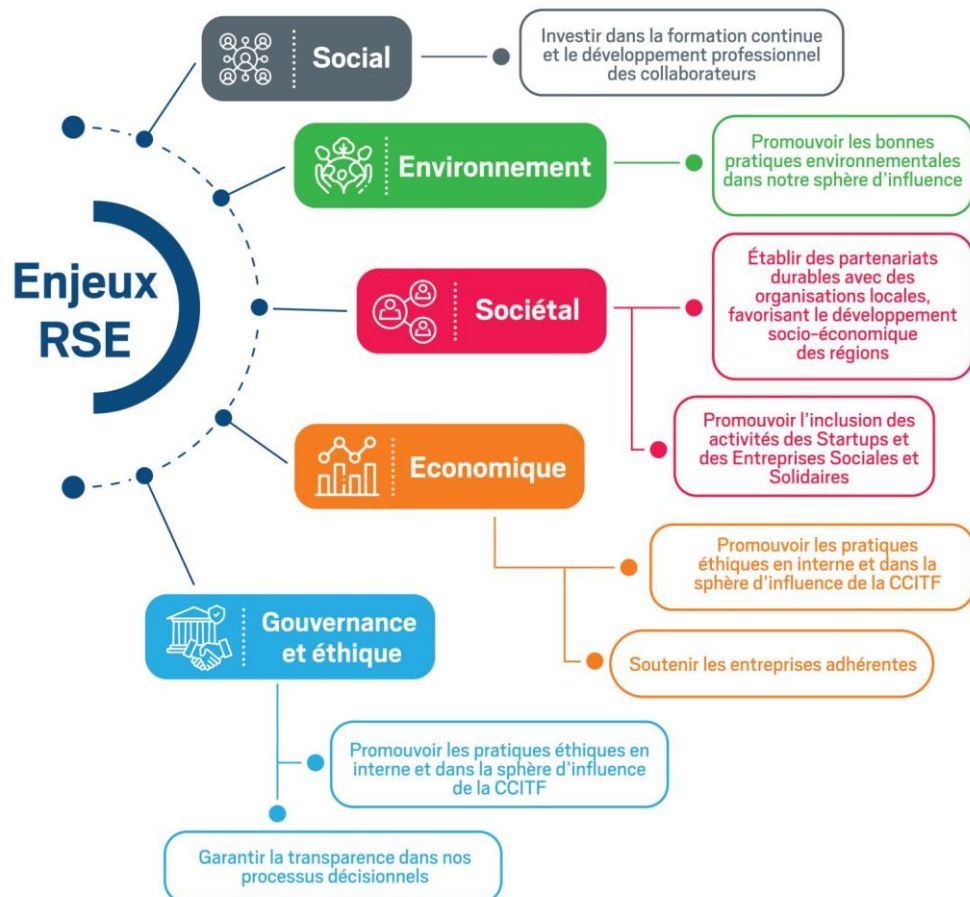 Enjeux
RSE
Social
Investir dans la formation continue
et le développement professionnel
des collaborateurs
Environnement
Promouvoir les bonnes
pratiques environnementales
dans notre sphère d'influence
Sociétal
Établir des partenariats
durables avec des
organisations locales,
favorisant le développement
socio-économique
des régions
Promouvoir l'inclusion des
activités des Startups et
des Entreprises Sociales et
Solidaires
Economique
Promouvoir les pratiques
éthiques en interne et dans la
sphère d'influence de la CCITF
Soutenir les entreprises adhérentes
Gouvernance
et éthique
Promouvoir les pratiques éthiques en
interne et dans la sphère d'influence
de la CCITF
Garantir la transparence dans nos
processus décisionnels